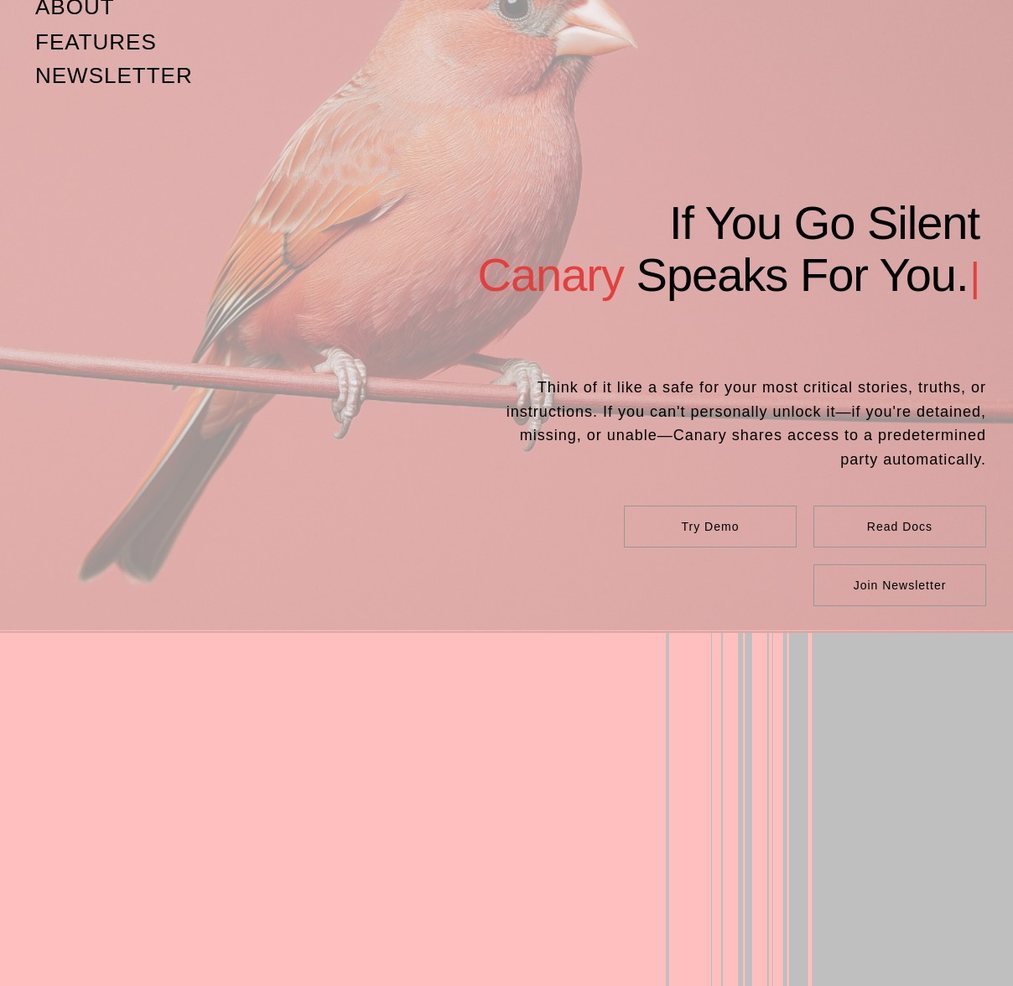 ABOUT
FEATURES
NEWSLETTER
If You Go Silent
Canary Speaks For You.|
Think of it like a safe for your most critical stories, truths, or
instructions. If you can't personally unlock it—if you're detained,
missing, or unable—Canary shares access to a predetermined
party automatically.
Try Demo
Read Docs
Join Newsletter